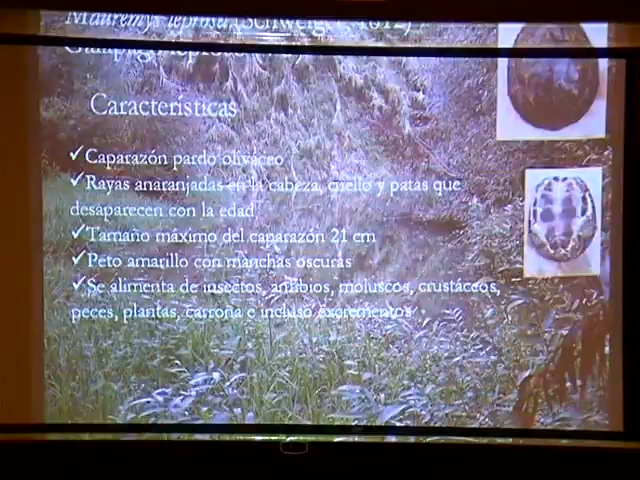 Mauremys leprosa (Schweiger, 1812)
Características
✓Caparazón pardo oliváceo
✓Rayas anaranjadas en la cabeza, cuello y patas que
desaparecen con la edad
✓Tamaño máximo del caparazón 21 cm
✓Peto amarillo con manchas oscuras
✓Se alimenta de insectos, anfibios, moluscos, crustáceos,
peces, plantas, carroña e incluso excrementos